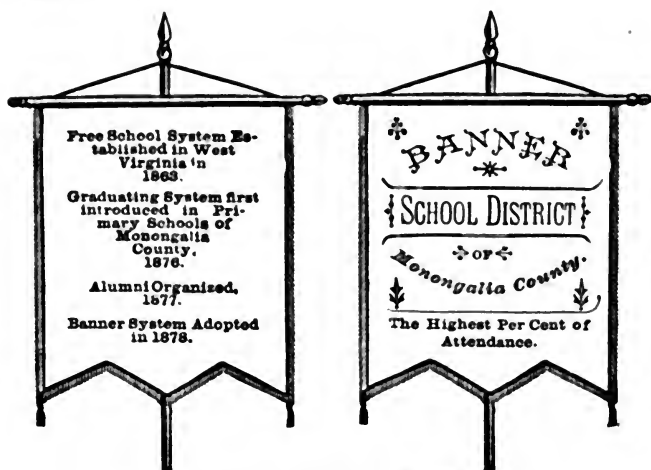 Free School System Es-
tablished in West
Virginia in
1863.
Graduating System first
introduced in Pri-
mary Schools of
Monongalia
County,
1876.
Alumni Organized,
1877.
Banner System Adopted
in 1878.
BANNER
SCHOOL DISTRICT
OF
Monongalia County.
The Highest Per Cent of
Attendance.